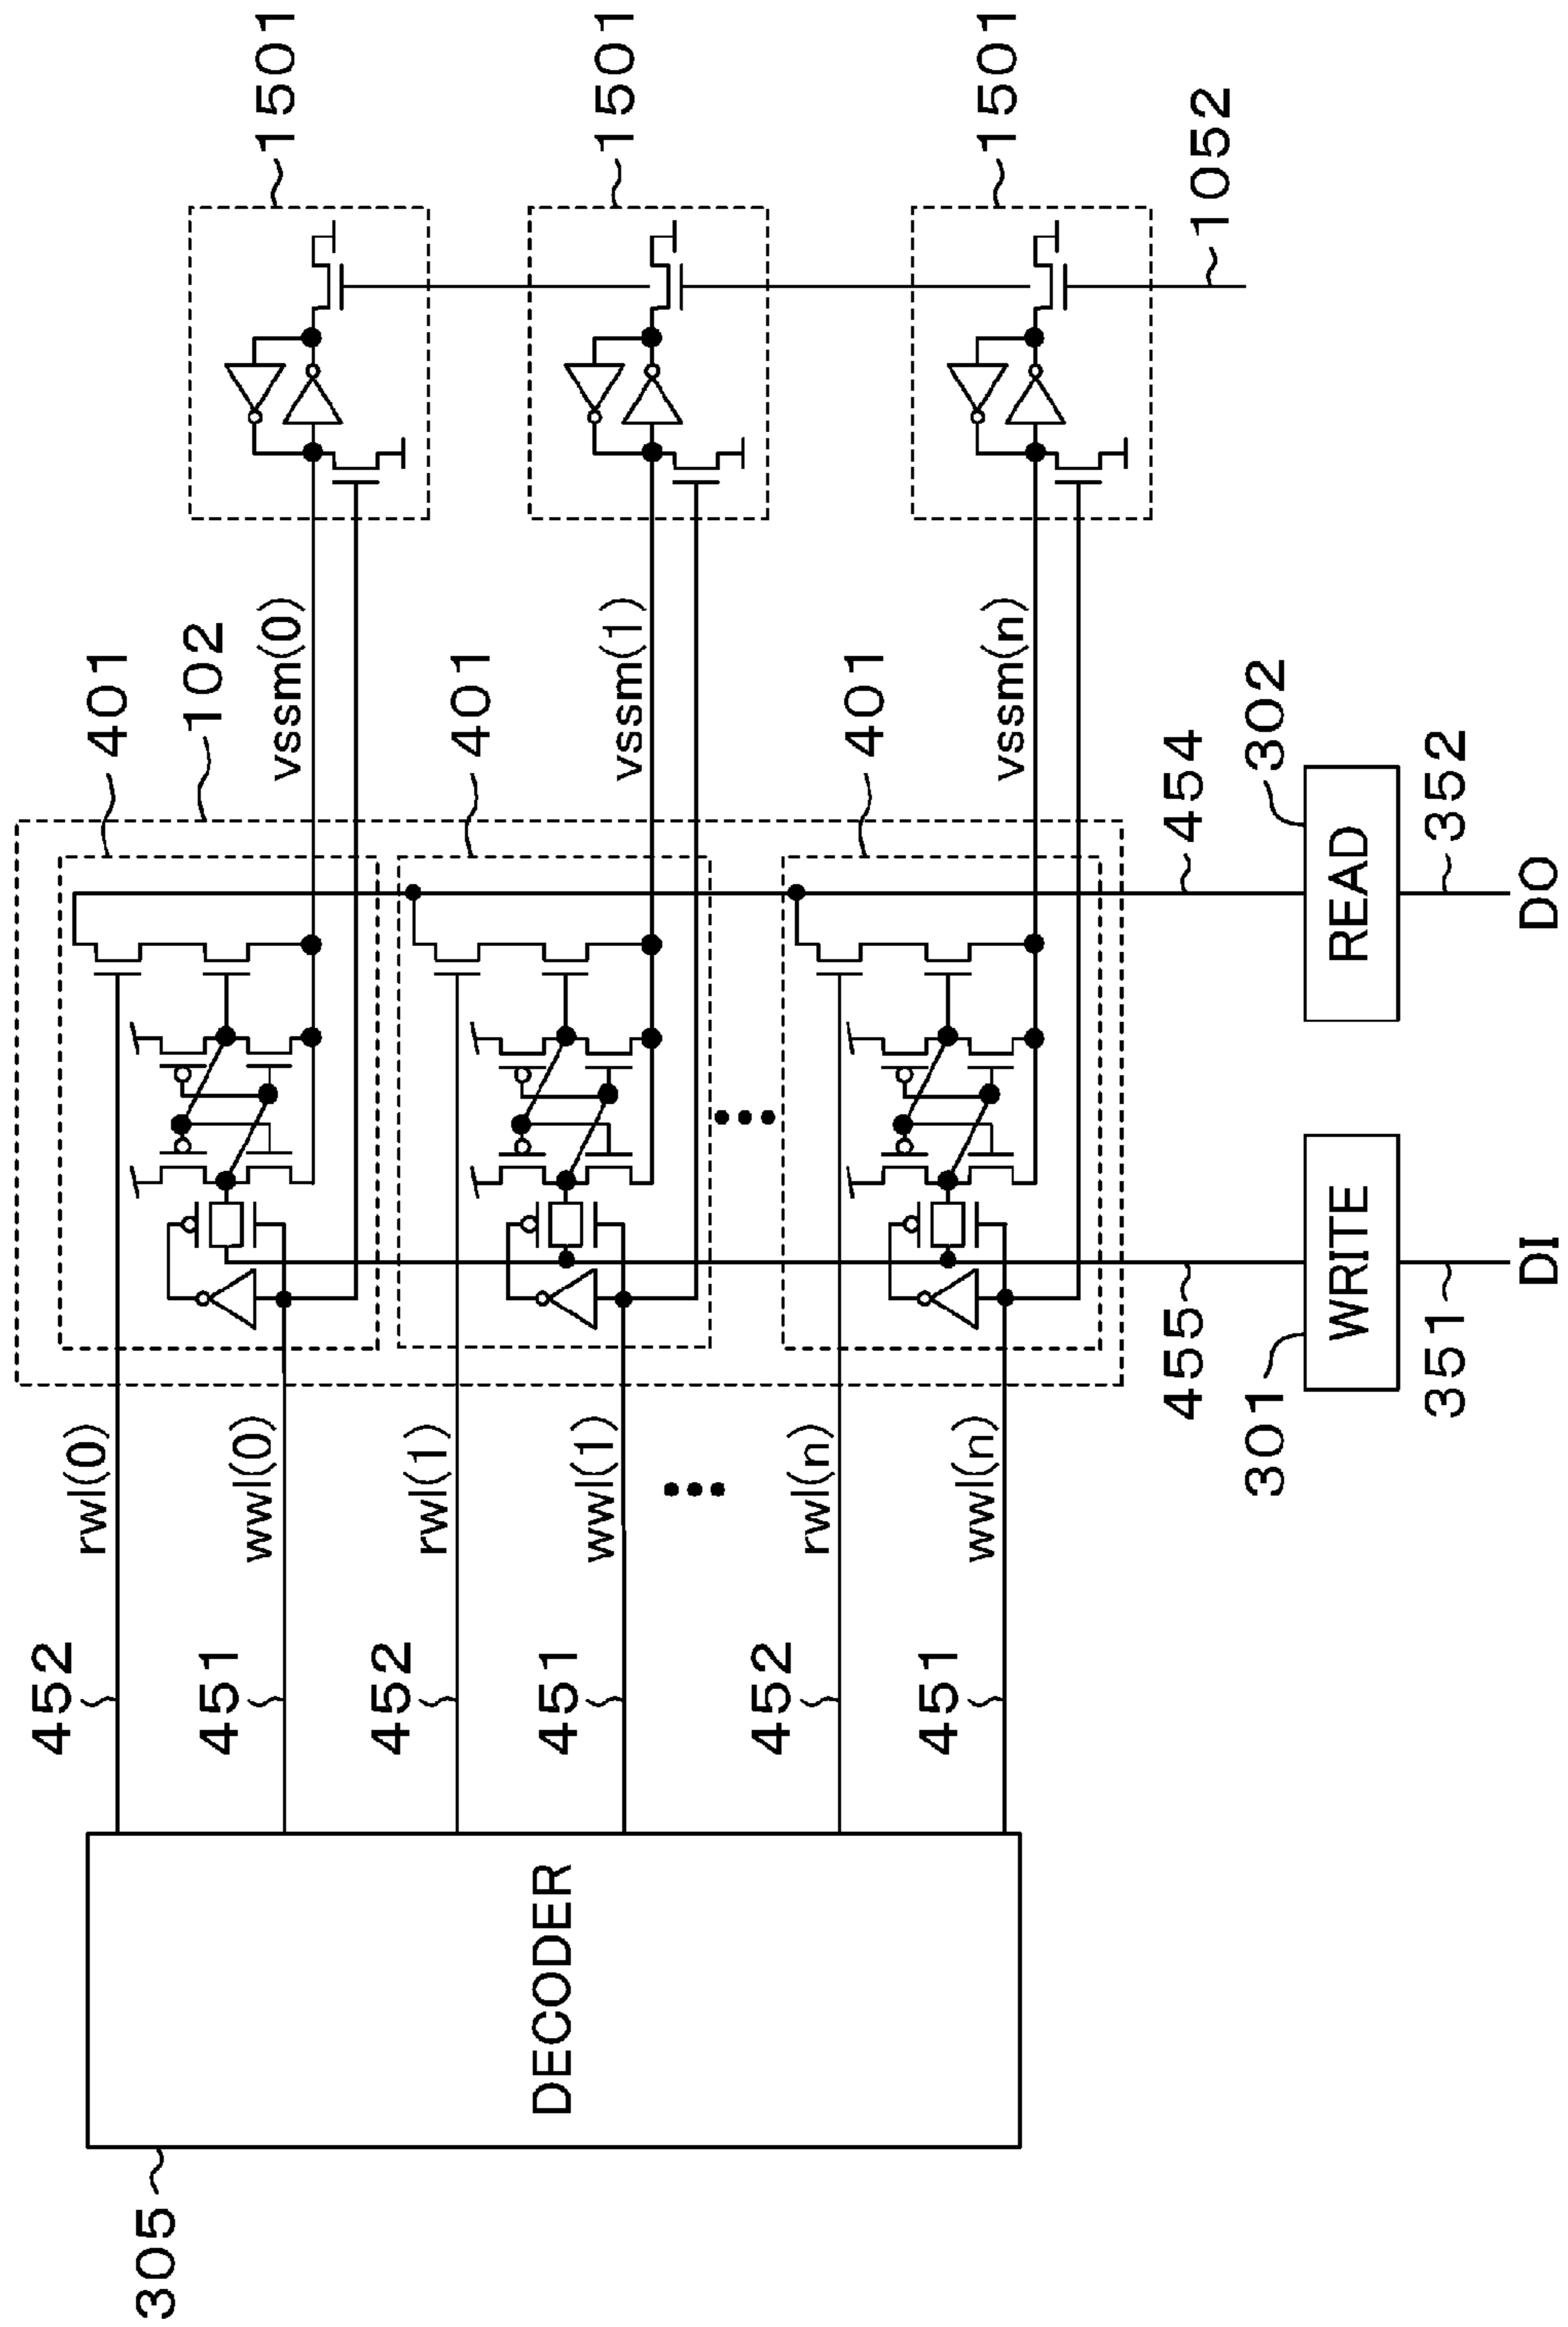 305
DECODER
452
451
452
451
452
451
rwl(0)
wwl(0)
rwl(1)
wwl(1)
rwl(n)
wwl(n)
401
102
401
401
vssm(0)
vssm(1)
vssm(n)
1501
1501
1501
1052
455
454
301
WRITE
302
READ
351
352
DI
DO